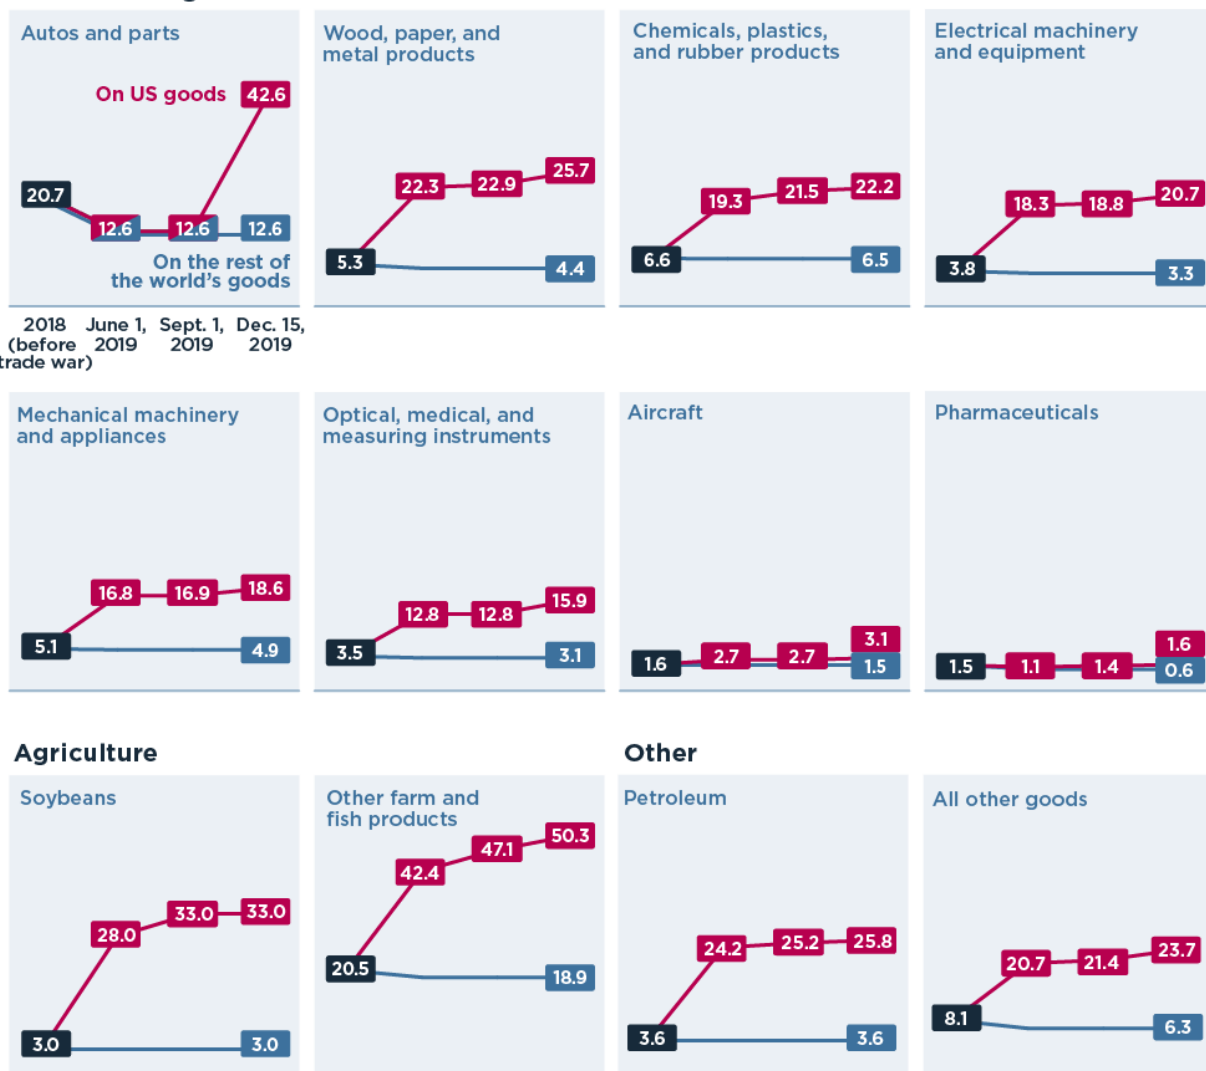 Autos and parts
On US goods
42.6
20.7
12.6
12.6
12.6
On the rest of
the world's goods
2018
(before
trade war)
June 1,
2019
Sept. 1,
2019
Dec. 15,
2019
Wood, paper, and
metal products
5.3
22.3
22.9
25.7
4.4
Chemicals, plastics,
and rubber products
6.6
19.3
21.5
22.2
6.5
Electrical machinery
and equipment
3.8
18.3
18.8
20.7
3.3
Mechanical machinery
and appliances
5.1
16.8
16.9
18.6
4.9
Optical, medical, and
measuring instruments
3.5
12.8
12.8
15.9
3.1
Aircraft
1.6
2.7
2.7
3.1
1.5
Pharmaceuticals
1.5
1.1
1.4
1.6
0.6
Agriculture
Soybeans
3.0
28.0
33.0
33.0
3.0
Other farm and
fish products
20.5
42.4
47.1
50.3
18.9
Other
Petroleum
3.6
24.2
25.2
25.8
3.6
All other goods
8.1
20.7
21.4
23.7
6.3